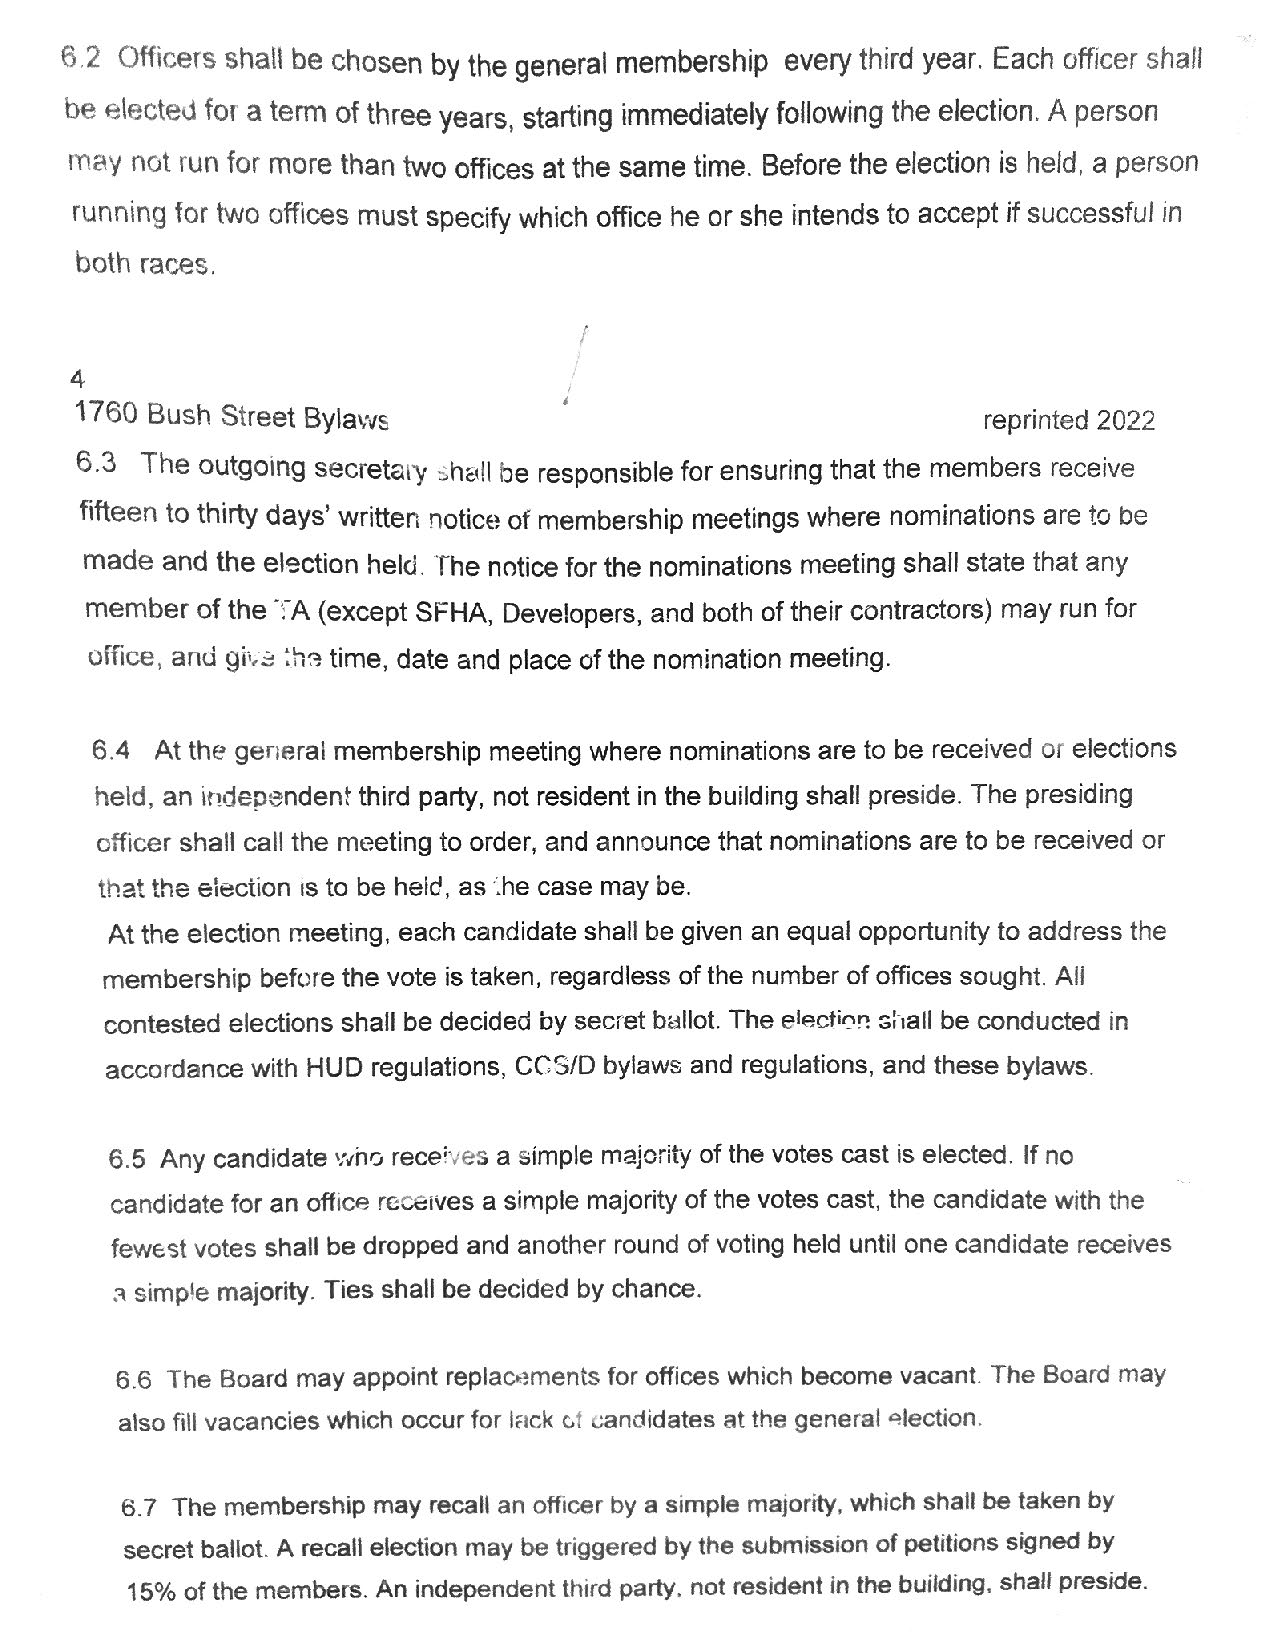 6.2 Officers shall be chosen by the general membership every third year. Each officer shall
be elected for a term of three years, starting immediately following the election. A person
may not run for more than two offices at the same time. Before the election is held, a person
running for two offices must specify which office he or she intends to accept if successful in
both races.
4
1760 Bush Street Bylaws reprinted 2022
6.3 The outgoing secretary shall be responsible for ensuring that the members receive
fifteen to thirty days' written notice of membership meetings where nominations are to be
made and the election held. The notice for the nominations meeting shall state that any
member of the TA (except SFHA, Developers, and both of their contractors) may run for
office, and give the time, date and place of the nomination meeting.
6.4 At the general membership meeting where nominations are to be received or elections
held, an independent third party, not resident in the building shall preside. The presiding
officer shall call the meeting to order, and announce that nominations are to be received or
that the election is to be held, as the case may be.
At the election meeting, each candidate shall be given an equal opportunity to address the
membership before the vote is taken, regardless of the number of offices sought. All
contested elections shall be decided by secret ballot. The election shall be conducted in
accordance with HUD regulations, CCS/D bylaws and regulations, and these bylaws.
6.5 Any candidate who receives a simple majority of the votes cast is elected. If no
candidate for an office receives a simple majority of the votes cast, the candidate with the
fewest votes shall be dropped and another round of voting held until one candidate receives
a simple majority. Ties shall be decided by chance.
6.6 The Board may appoint replacements for offices which become vacant. The Board may
also fill vacancies which occur for lack of candidates at the general election.
6.7 The membership may recall an officer by a simple majority, which shall be taken by
secret ballot. A recall election may be triggered by the submission of petitions signed by
15% of the members. An independent third party, not resident in the building, shall preside.